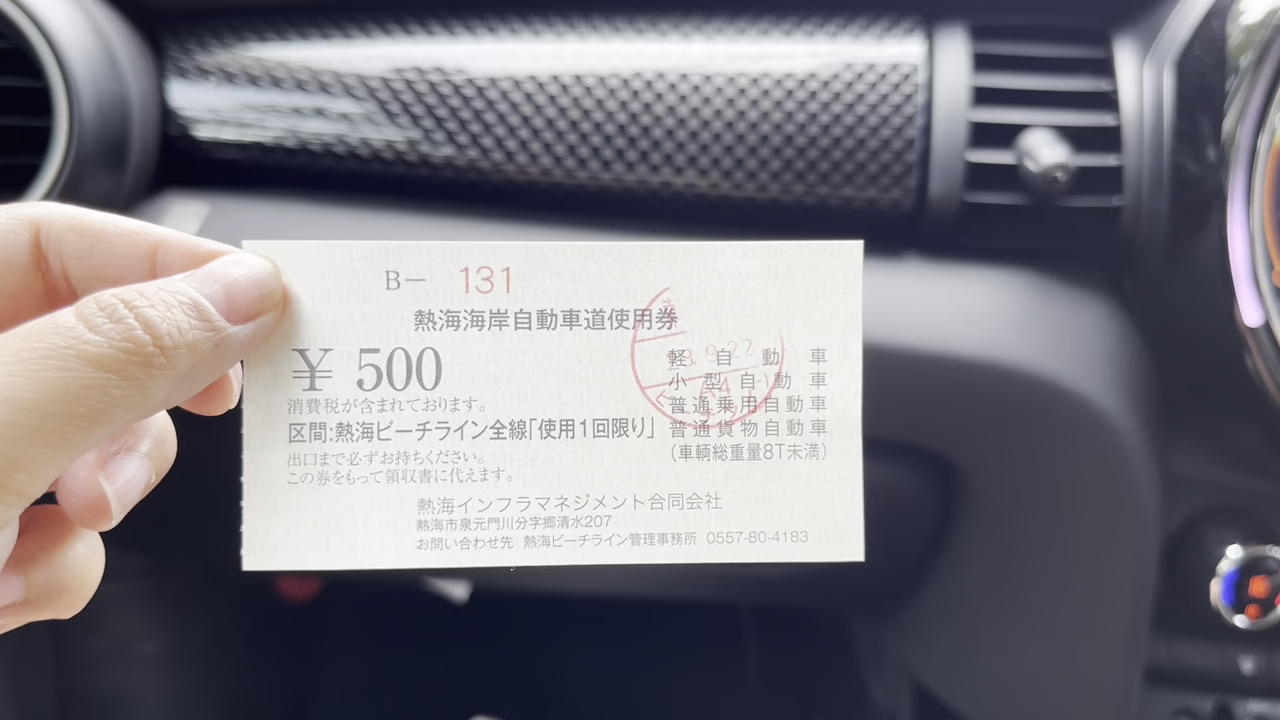 B- 131
熱海海岸自動車道使用券
¥ 500
消費税が含まれております。
区間:熱海ビーチライン全線「使用1回限り」
出口まで必ずお持ちください。
この券をもって領収書に代えます。
軽自動車
小型自動車
普通乗用自動車
普通貨物自動車
(車輌総重量8T未満)
23.9.22
熱海インフラマネジメント合同会社
熱海市泉元門川分字郷清水207
お問い合わせ先 熱海ビーチライン管理事務所 0557-80-4183